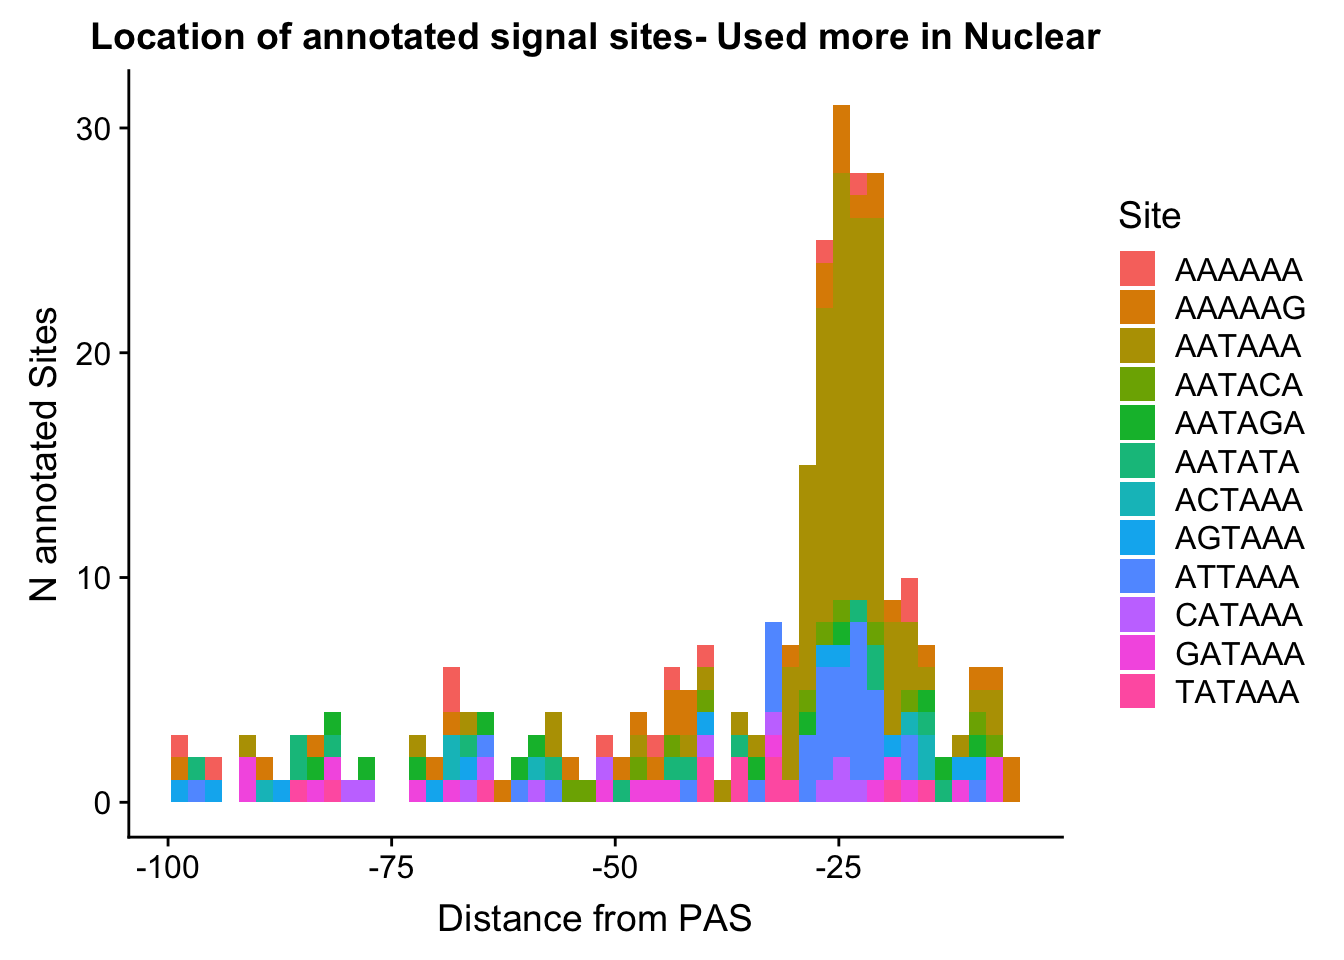 Location of annotated signal sites- Used more in Nuclear
N annotated Sites
30
20
10
0
-100
-75
-50
-25
Distance from PAS
Site
AAAAAA
AAAAAG
AATAAA
AATACA
AATAGA
AATATA
ACTAAA
AGTAAA
ATTAAA
CATAAA
GATAAA
TATAAA